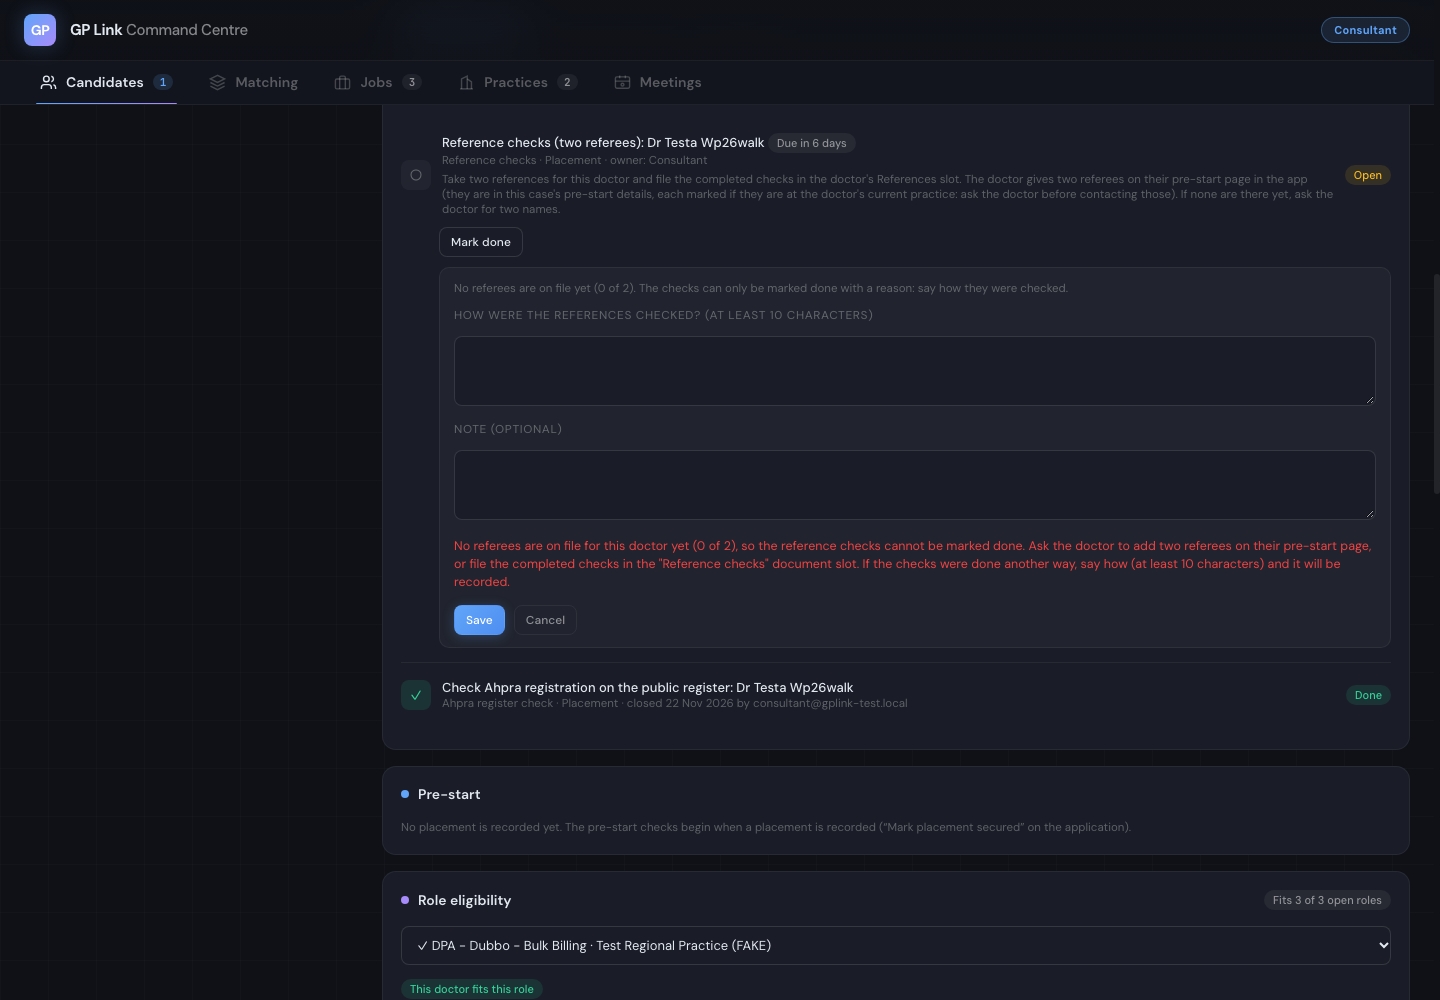 GP
GP Link Command Centre
Consultant
Candidates 1
Matching
Jobs 3
Practices 2
Meetings
Reference checks (two referees): Dr Testa Wp26walk Due in 6 days
Reference checks · Placement · owner: Consultant
Take two references for this doctor and file the completed checks in the doctor's References slot. The doctor gives two referees on their pre-start page in the app
(they are in this case's pre-start details, each marked if they are at the doctor's current practice: ask the doctor before contacting those). If none are there yet, ask the
doctor for two names.
Open
Mark done
No referees are on file yet (0 of 2). The checks can only be marked done with a reason: say how they were checked.
HOW WERE THE REFERENCES CHECKED? (AT LEAST 10 CHARACTERS)
NOTE (OPTIONAL)
No referees are on file for this doctor yet (0 of 2), so the reference checks cannot be marked done. Ask the doctor to add two referees on their pre-start page,
or file the completed checks in the "Reference checks" document slot. If the checks were done another way, say how (at least 10 characters) and it will be
recorded.
Save
Cancel
Check Ahpra registration on the public register: Dr Testa Wp26walk
Ahpra register check · Placement · closed 22 Nov 2026 by consultant@gplink-test.local
Done
Pre-start
No placement is recorded yet. The pre-start checks begin when a placement is recorded (“Mark placement secured” on the application).
Role eligibility
Fits 3 of 3 open roles
✓ DPA - Dubbo - Bulk Billing · Test Regional Practice (FAKE)
This doctor fits this role